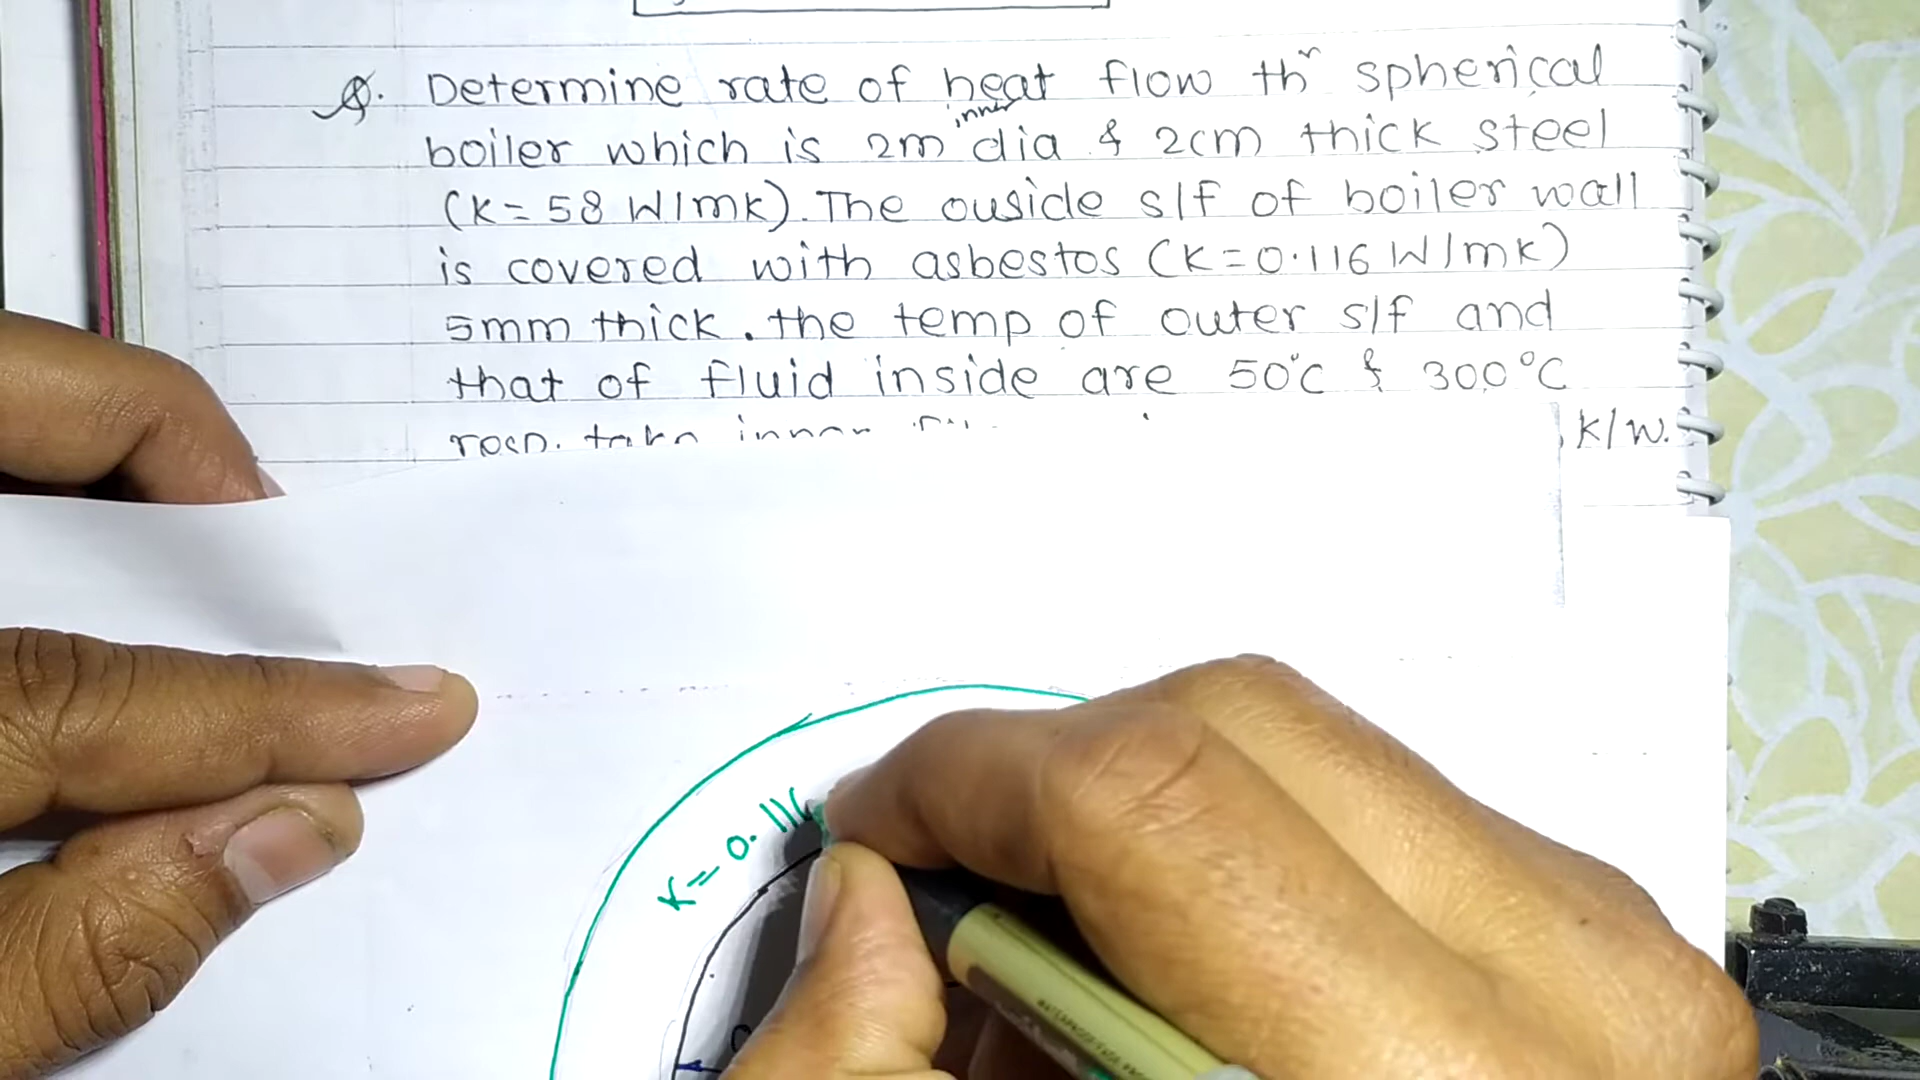 Q. Determine rate of heat flow thr spherical
boiler which is 2m inner dia & 2cm thick steel
(K = 58 W/mK). The ouside s/f of boiler wall
is covered with asbestos (K = 0.116 W/mK)
5mm thick. the temp of outer s/f and
that of fluid inside are 50°C & 300°C
K/W.
K = 0.116